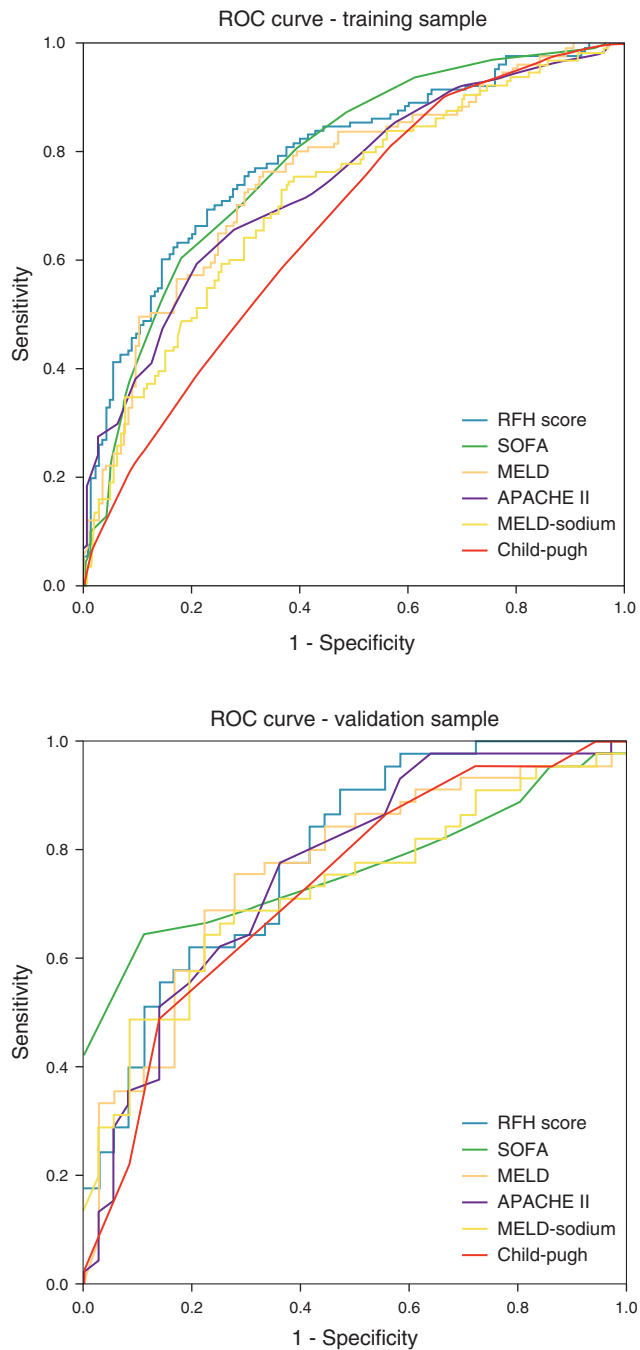 ROC curve - training sample
1.0
0.8
0.6
0.4
0.2
0.0
Sensitivity
RFH score
SOFA
MELD
APACHE II
MELD-sodium
Child-pugh
0.0 0.2 0.4 0.6 0.8 1.0
1 - Specificity
ROC curve - validation sample
1.0
0.8
0.6
0.4
0.2
0.0
Sensitivity
RFH score
SOFA
MELD
APACHE II
MELD-sodium
Child-pugh
0.0 0.2 0.4 0.6 0.8 1.0
1 - Specificity